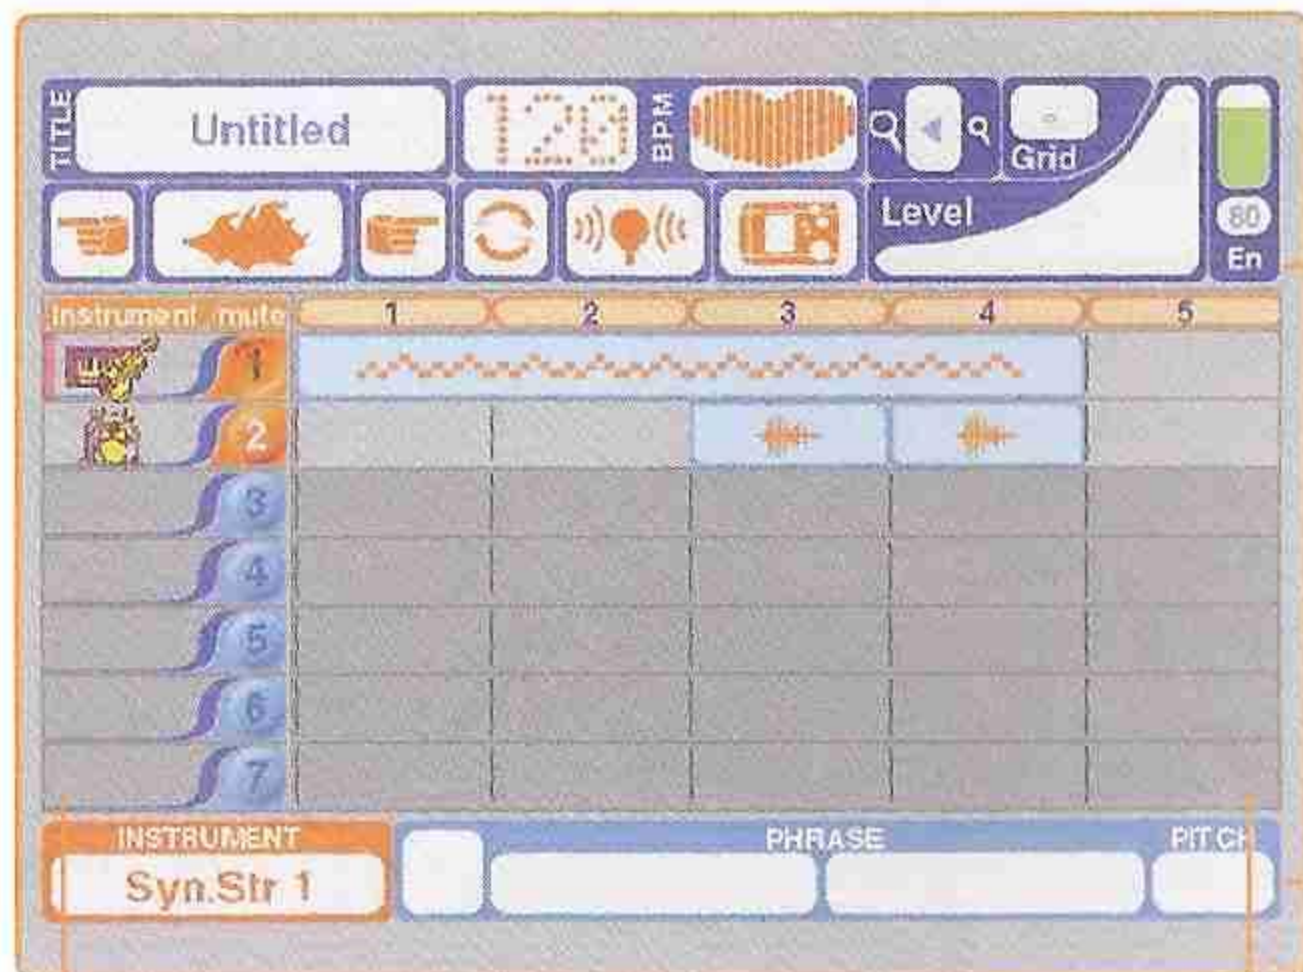 TITLE Untitled 120 BPM Grid
Level 80
En
Instrument mute 1 2 3 4 5
1
2
3
4
5
6
7
INSTRUMENT PHRASE PITCH
Syn.Str 1